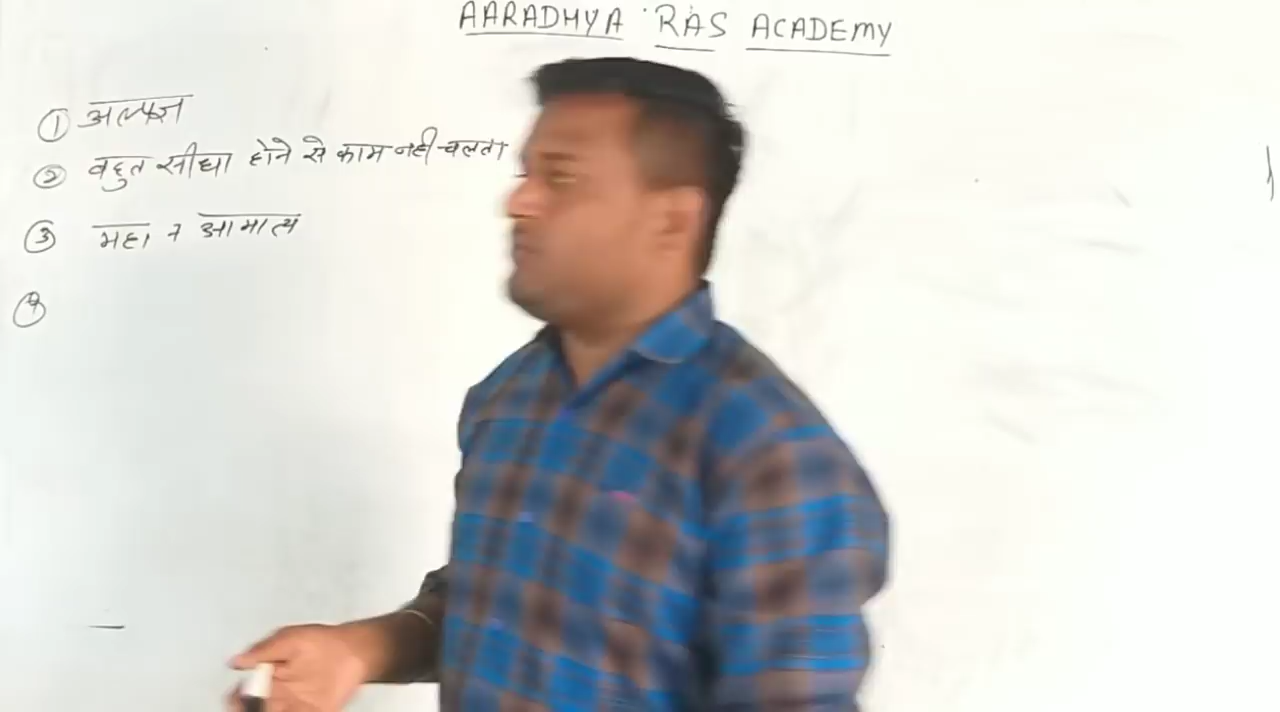 AARADHYA RAS ACADEMY
① अल्पज्ञ
② बहुत सीधा होने से काम नही चलता
③ महा + आमात्य
④